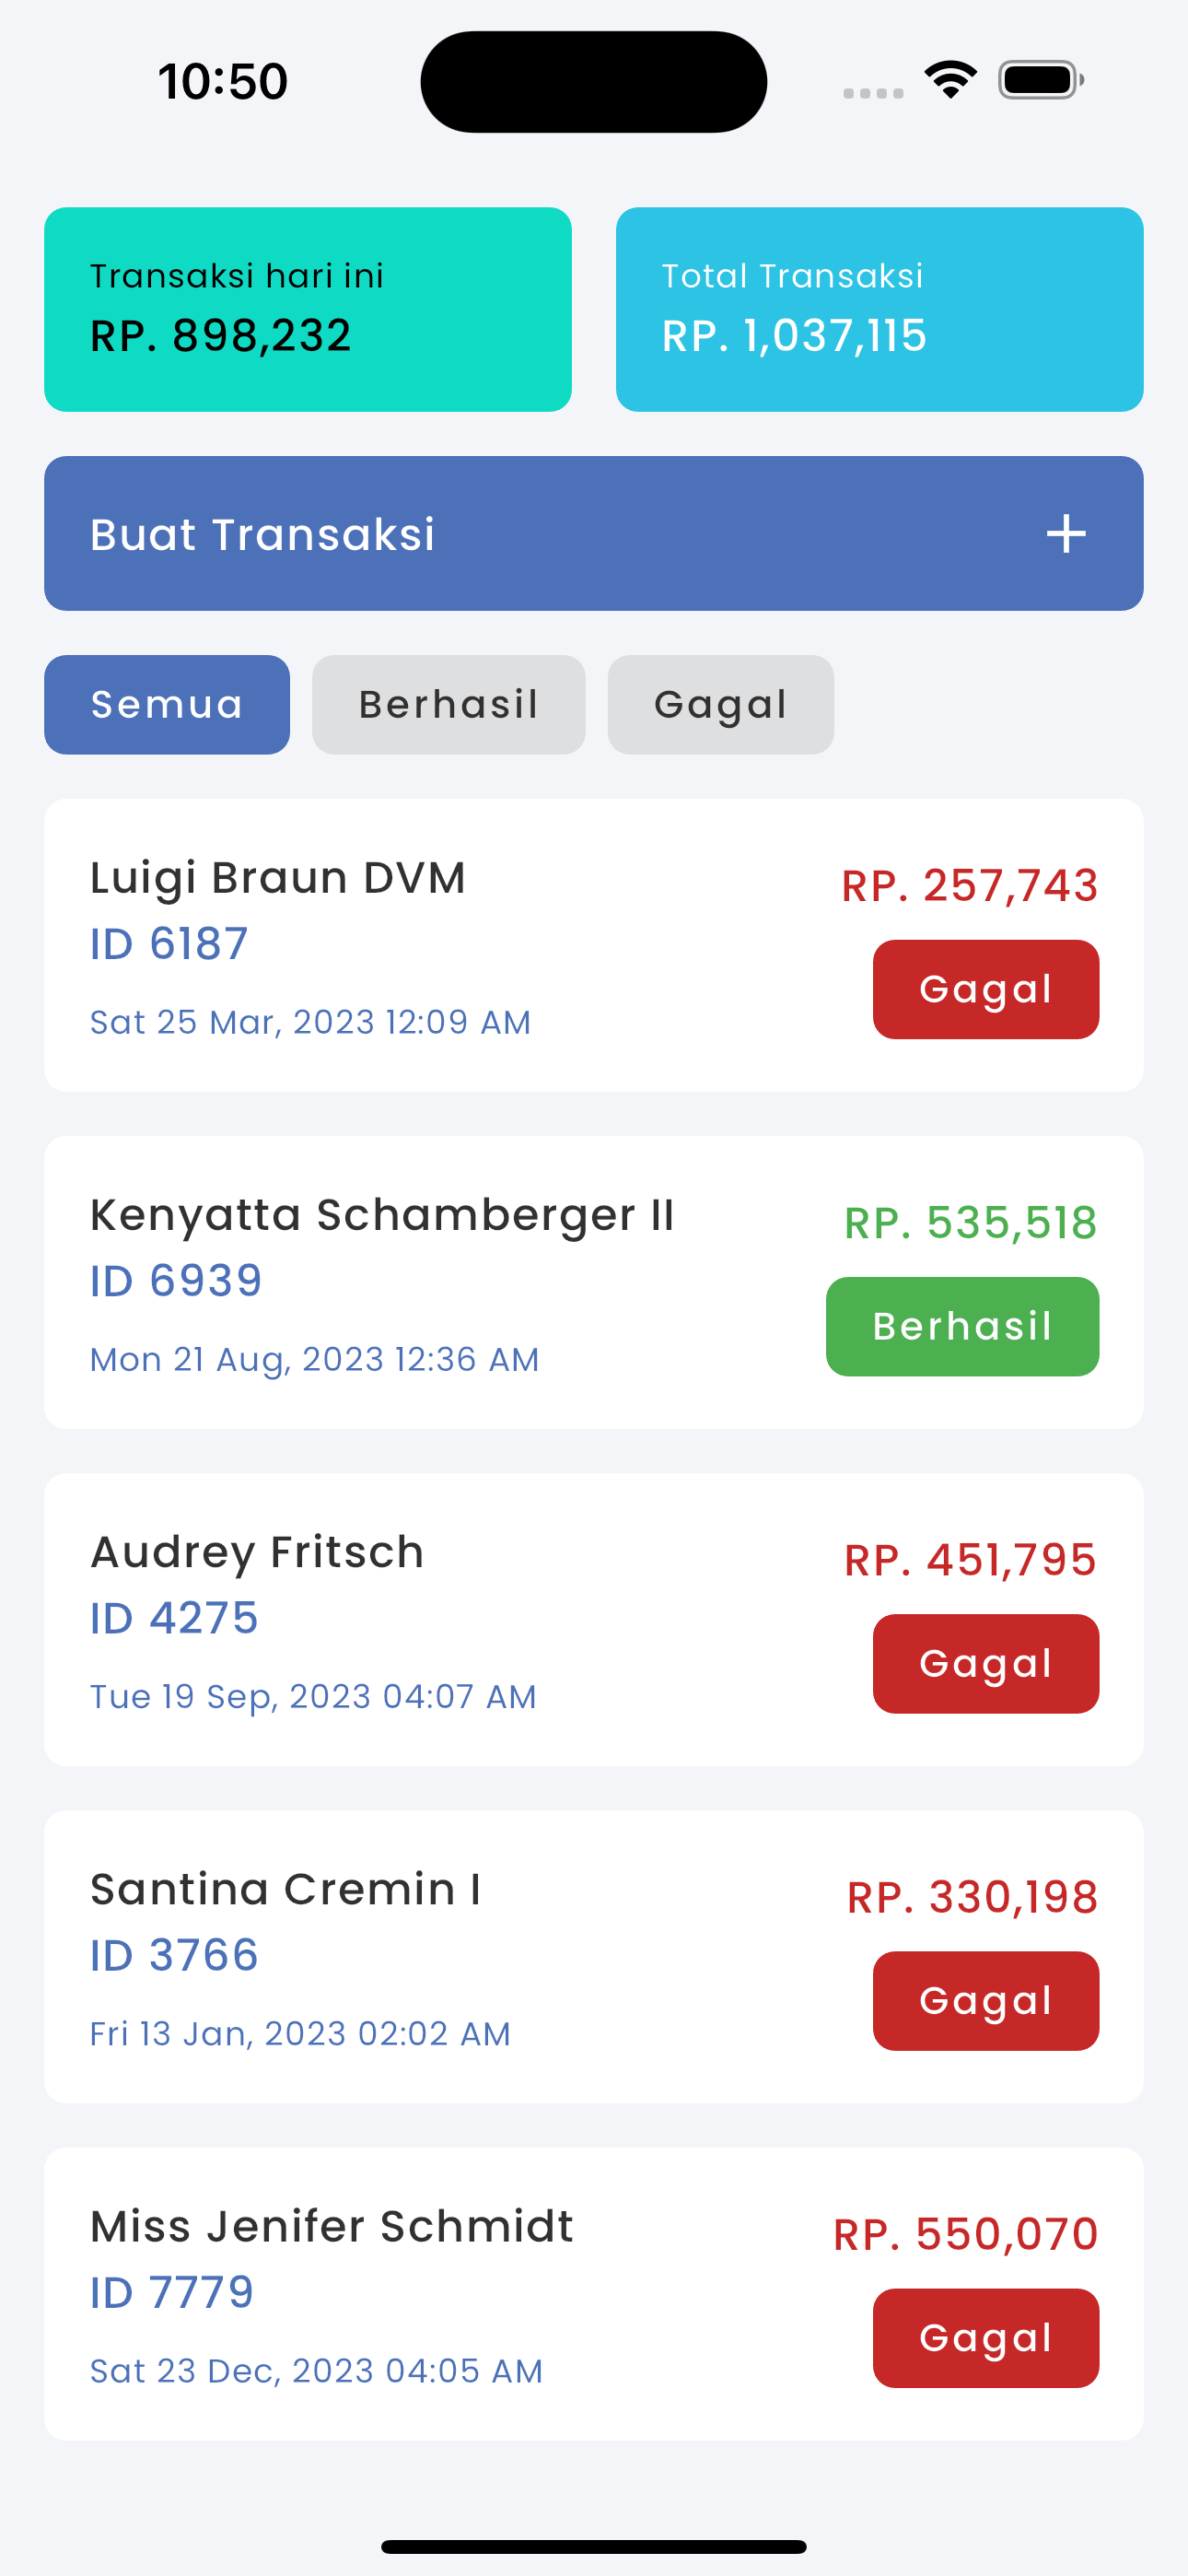 10:50
Transaksi hari ini
RP. 898,232
Total Transaksi
RP. 1,037,115
Buat Transaksi
Semua
Berhasil
Gagal
Luigi Braun DVM
ID 6187
Sat 25 Mar, 2023 12:09 AM
RP. 257,743
Gagal
Kenyatta Schamberger II
ID 6939
Mon 21 Aug, 2023 12:36 AM
RP. 535,518
Berhasil
Audrey Fritsch
ID 4275
Tue 19 Sep, 2023 04:07 AM
RP. 451,795
Gagal
Santina Cremin I
ID 3766
Fri 13 Jan, 2023 02:02 AM
RP. 330,198
Gagal
Miss Jenifer Schmidt
ID 7779
Sat 23 Dec, 2023 04:05 AM
RP. 550,070
Gagal